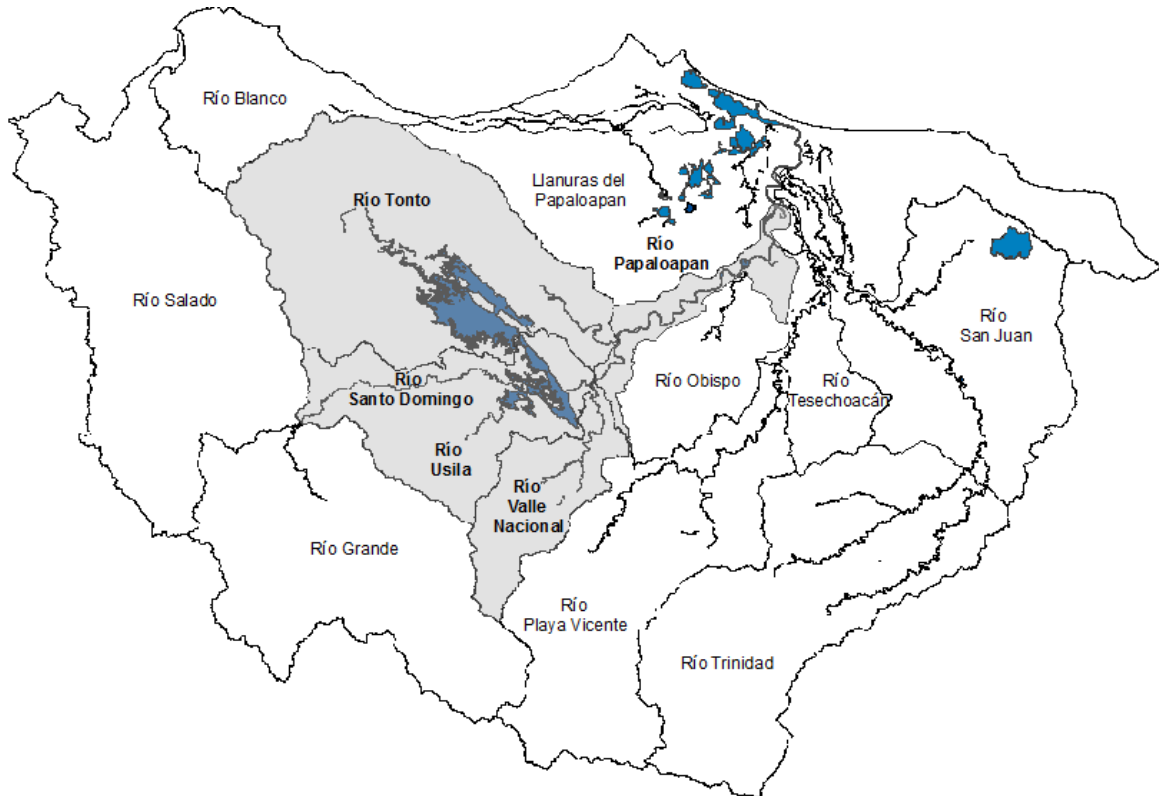 Río Blanco
Llanuras del
Papaloapan
Río Tonto
Río
Papaloapan
Río Salado
Río
San Juan
Río
Santo Domingo
Río Obispo
Río
Tesechoacán
Río
Usila
Río
Valle
Nacional
Río Grande
Río
Playa Vicente
Río Trinidad